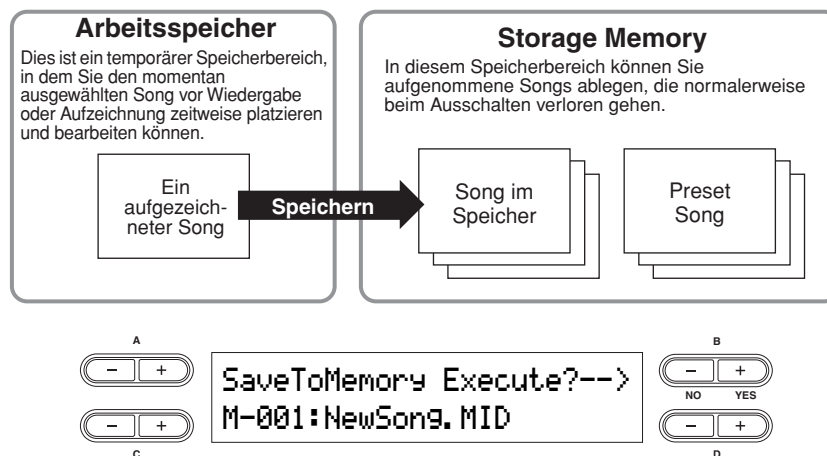 Arbeitsspeicher
Dies ist ein temporärer Speicherbereich,
in dem Sie den momentan
ausgewählten Song vor Wiedergabe
oder Aufzeichnung zeitweise platzieren
und bearbeiten können.
Ein
aufgezeich-
neter Song
Speichern
Storage Memory
In diesem Speicherbereich können Sie
aufgenommene Songs ablegen, die normalerweise
beim Ausschalten verloren gehen.
Song im
Speicher
Preset
Song
A
– +
B
– +
NO YES
SaveToMemory Execute?-->
M-001:NewSong.MID
– +
C
– +
D